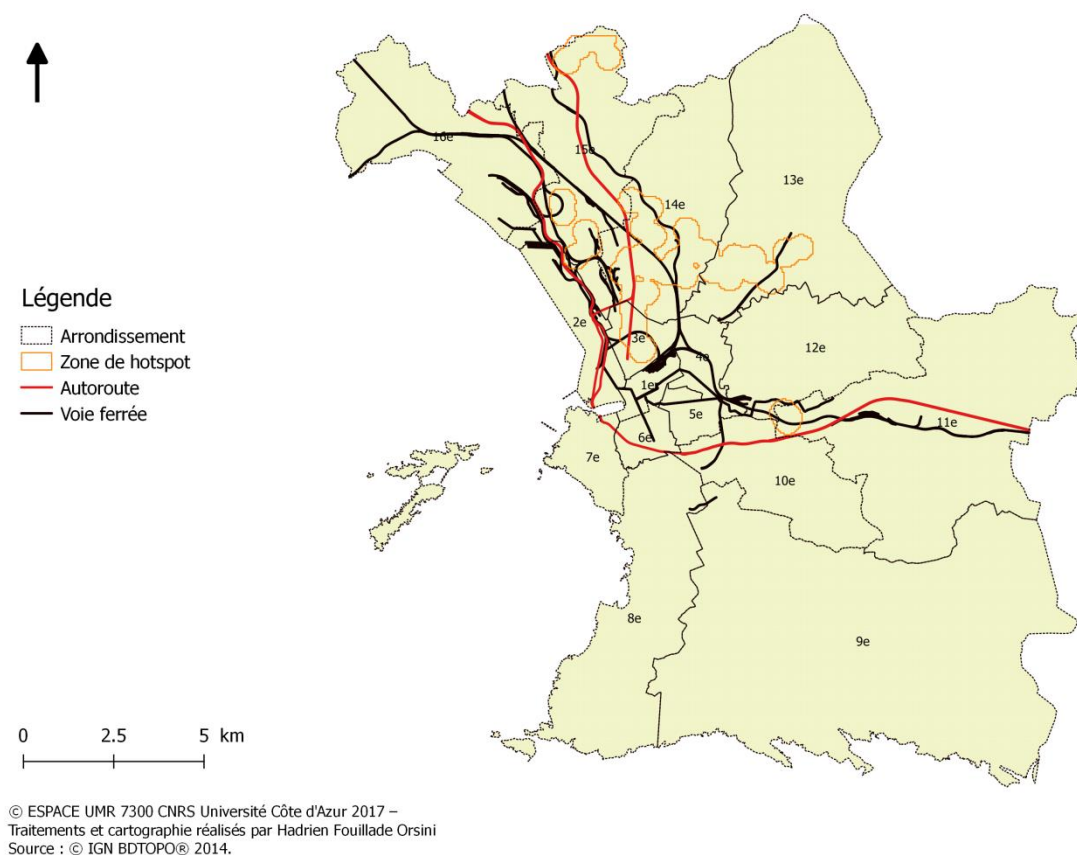 16e
15e
14e
13e
2e
3e
4e
12e
1er
5e
6e
11e
7e
10e
8e
9e
Légende
Arrondissement
Zone de hotspot
Autoroute
Voie ferrée
0 2.5 5 km
© ESPACE UMR 7300 CNRS Université Côte d'Azur 2017 –
Traitements et cartographie réalisés par Hadrien Fouillade Orsini
Source : © IGN BDTOPO® 2014.